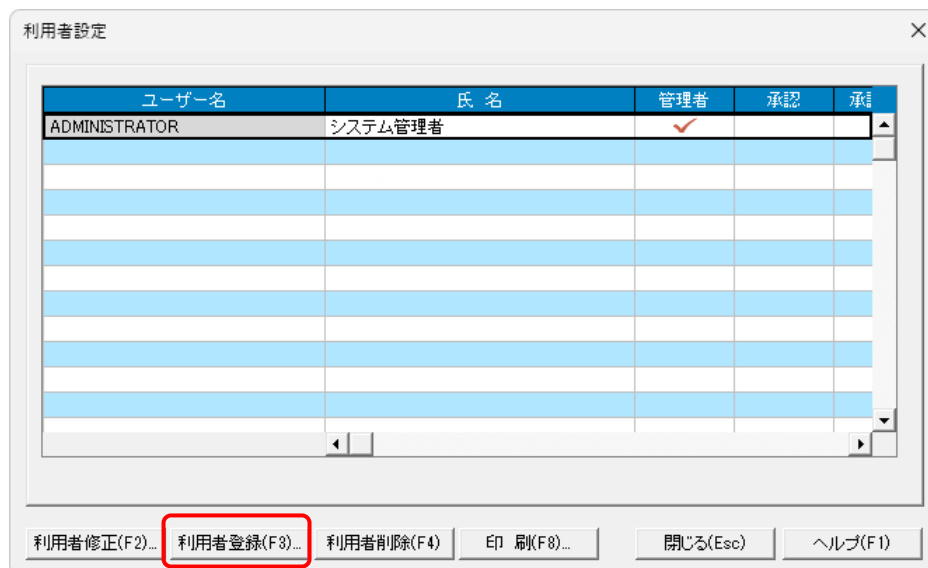 利用者設定
ユーザー名 氏 名 管理者 承認
ADMINISTRATOR システム管理者
利用者修正(F2)... 利用者登録(F3)... 利用者削除(F4) 印 刷(F8)... 閉じる(Esc) ヘルプ(F1)